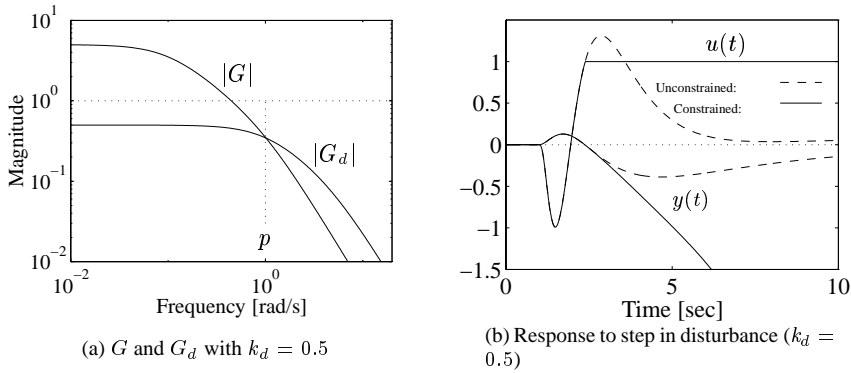 10^1
10^0
10^{-1}
10^{-2}
Magnitude
|G|
|G_d|
p
10^{-2}
10^0
Frequency [rad/s]
(a) G and G_d with k_d = 0.5
1
0.5
0
−0.5
−1
−1.5
u(t)
Unconstrained:
Constrained:
y(t)
0
5
10
Time [sec]
(b) Response to step in disturbance (k_d =
0.5)